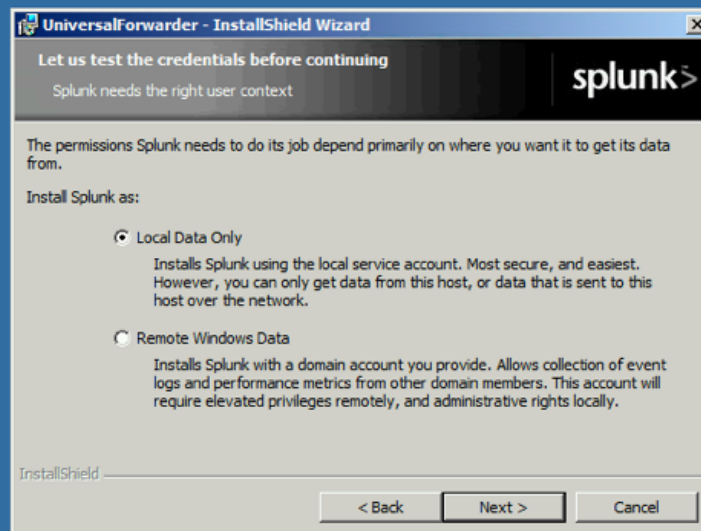 UniversalForwarder - InstallShield Wizard
Let us test the credentials before continuing
Splunk needs the right user context
splunk>
The permissions Splunk needs to do its job depend primarily on where you want it to get its data
from.
Install Splunk as:
Local Data Only
Installs Splunk using the local service account. Most secure, and easiest.
However, you can only get data from this host, or data that is sent to this
host over the network.
Remote Windows Data
Installs Splunk with a domain account you provide. Allows collection of event
logs and performance metrics from other domain members. This account will
require elevated privileges remotely, and administrative rights locally.
InstallShield
< Back
Next >
Cancel